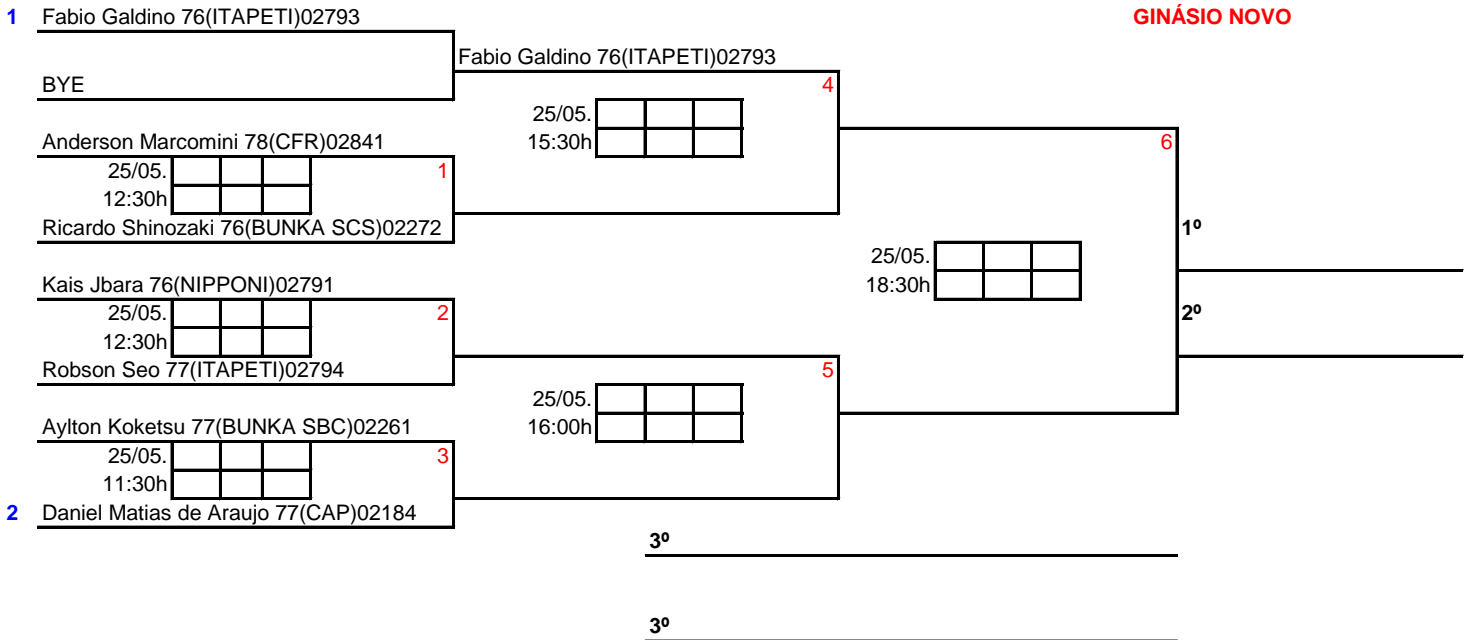 1 Fabio Galdino 76(ITAPETI)02793
GINÁSIO NOVO
Fabio Galdino 76(ITAPETI)02793
BYE
4
25/05.
15:30h
Anderson Marcomini 78(CFR)02841
6
25/05.
1
12:30h
Ricardo Shinozaki 76(BUNKA SCS)02272
1º
25/05.
18:30h
Kais Jbara 76(NIPPONI)02791
25/05.
2
2º
12:30h
Robson Seo 77(ITAPETI)02794
5
25/05.
16:00h
Aylton Koketsu 77(BUNKA SBC)02261
25/05.
3
11:30h
2 Daniel Matias de Araujo 77(CAP)02184
3º
3º